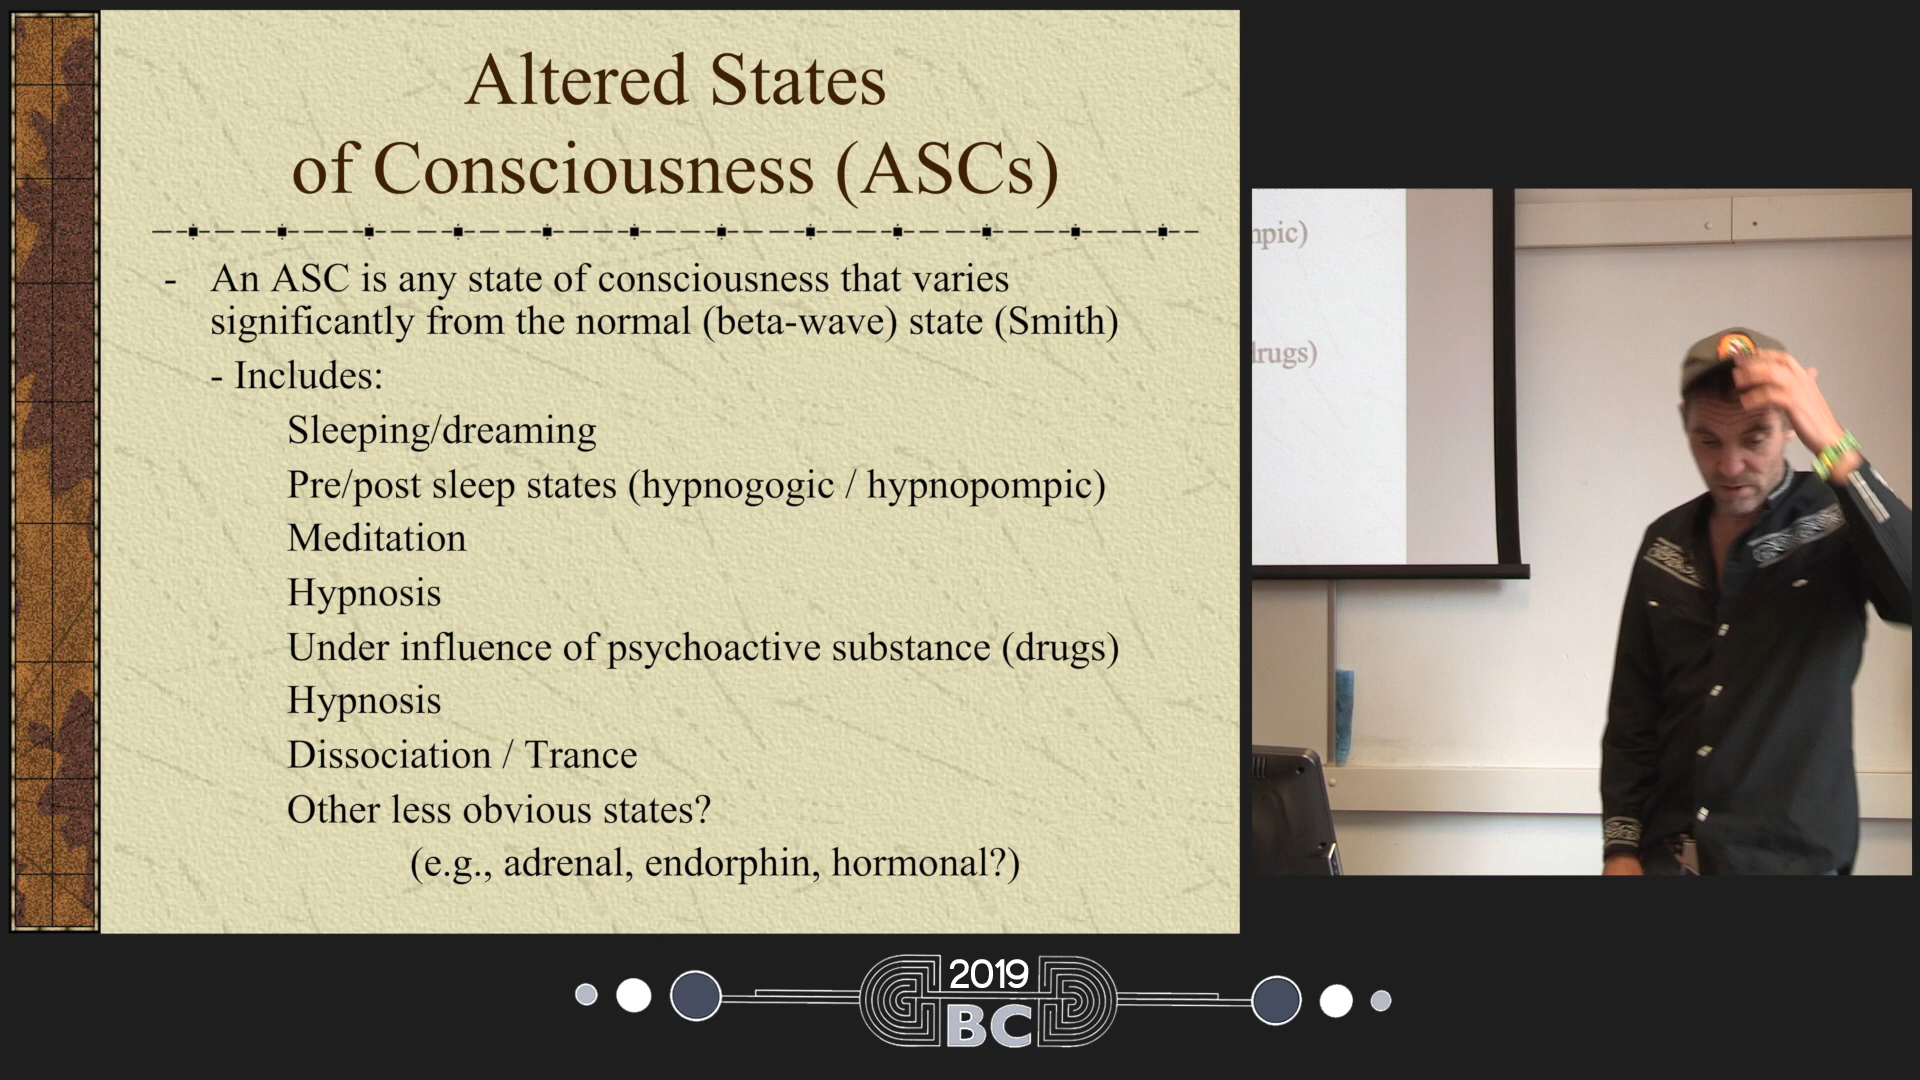 Altered States
of Consciousness (ASCs)
- An ASC is any state of consciousness that varies
significantly from the normal (beta-wave) state (Smith)
- Includes:
Sleeping/dreaming
Pre/post sleep states (hypnogogic / hypnopompic)
Meditation
Hypnosis
Under influence of psychoactive substance (drugs)
Hypnosis
Dissociation / Trance
Other less obvious states?
(e.g., adrenal, endorphin, hormonal?)
mpic)
drugs)
2019
BC